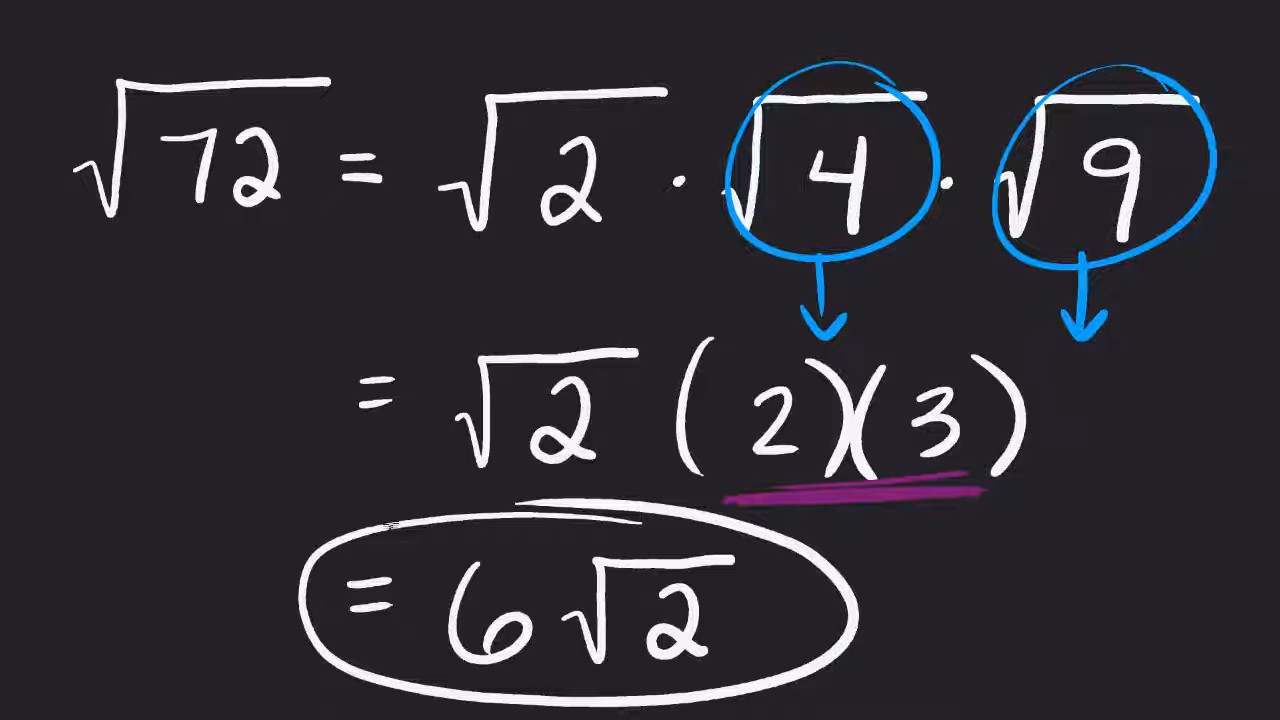 √72 = √2 · √4 · √9
= √2 (2)(3)
= 6√2